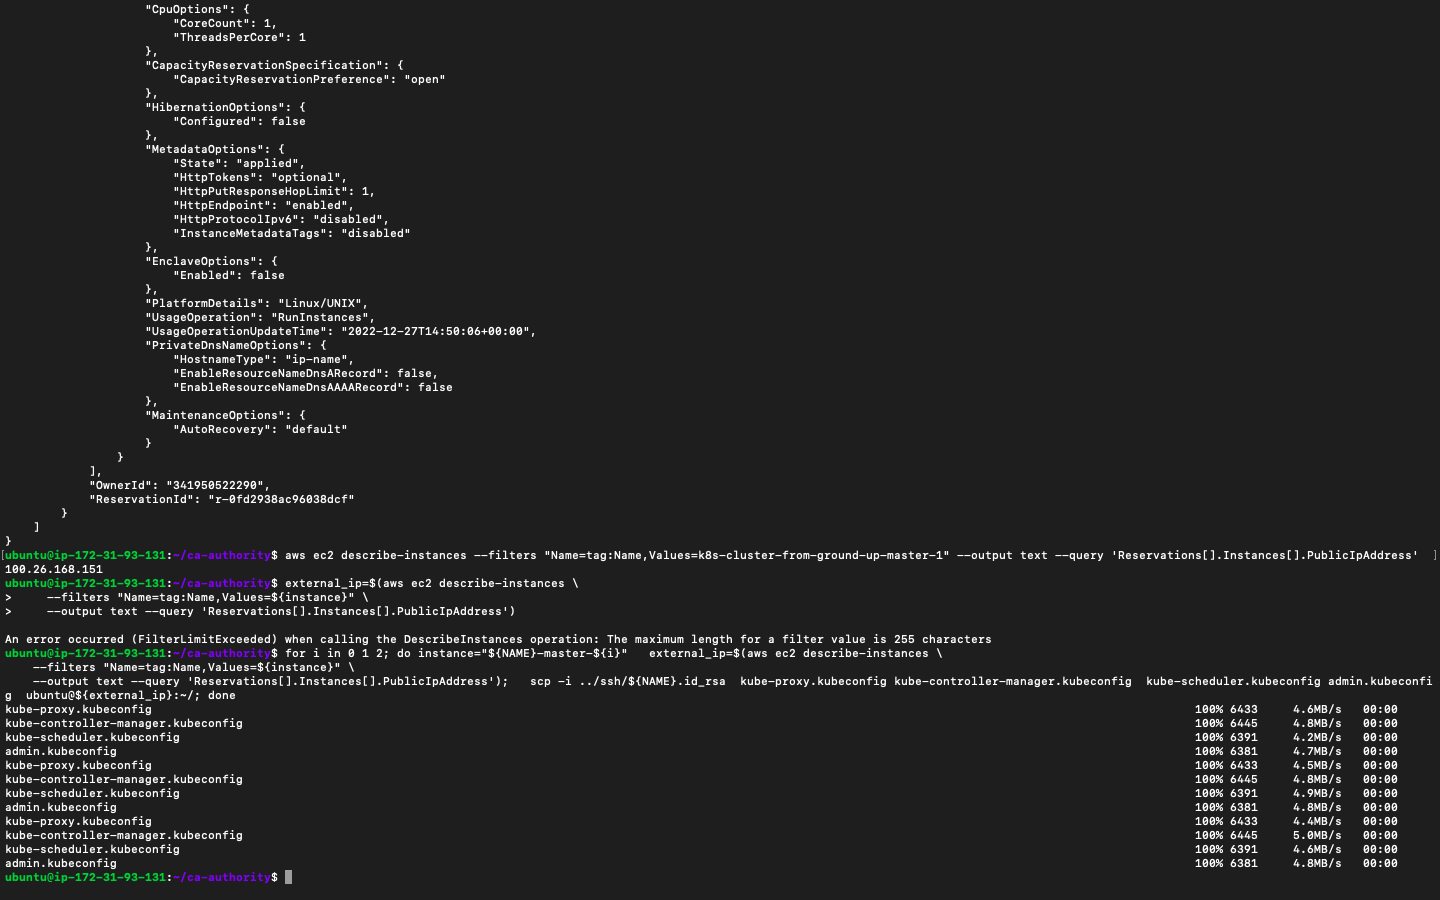 "CpuOptions": {
"CoreCount": 1,
"ThreadsPerCore": 1
},
"CapacityReservationSpecification": {
"CapacityReservationPreference": "open"
},
"HibernationOptions": {
"Configured": false
},
"MetadataOptions": {
"State": "applied",
"HttpTokens": "optional",
"HttpPutResponseHopLimit": 1,
"HttpEndpoint": "enabled",
"HttpProtocolIpv6": "disabled",
"InstanceMetadataTags": "disabled"
},
"EnclaveOptions": {
"Enabled": false
},
"PlatformDetails": "Linux/UNIX",
"UsageOperation": "RunInstances",
"UsageOperationUpdateTime": "2022-12-27T14:50:06+00:00",
"PrivateDnsNameOptions": {
"HostnameType": "ip-name",
"EnableResourceNameDnsARecord": false,
"EnableResourceNameDnsAAAARecord": false
},
"MaintenanceOptions": {
"AutoRecovery": "default"
}
}
],
"OwnerId": "341950522290",
"ReservationId": "r-0fd2938ac96038dcf"
}
]
}
[ubuntu@ip-172-31-93-131:~/ca-authority$ aws ec2 describe-instances --filters "Name=tag:Name,Values=k8s-cluster-from-ground-up-master-1" --output text --query 'Reservations[].Instances[].PublicIpAddress' ]
100.26.168.151
ubuntu@ip-172-31-93-131:~/ca-authority$ external_ip=$(aws ec2 describe-instances \
> --filters "Name=tag:Name,Values=${instance}" \
> --output text --query 'Reservations[].Instances[].PublicIpAddress')
An error occurred (FilterLimitExceeded) when calling the DescribeInstances operation: The maximum length for a filter value is 255 characters
ubuntu@ip-172-31-93-131:~/ca-authority$ for i in 0 1 2; do instance="${NAME}-master-${i}" external_ip=$(aws ec2 describe-instances \
--filters "Name=tag:Name,Values=${instance}" \
--output text --query 'Reservations[].Instances[].PublicIpAddress'); scp -i ../ssh/${NAME}.id_rsa kube-proxy.kubeconfig kube-controller-manager.kubeconfig kube-scheduler.kubeconfig admin.kubeconfi
g ubuntu@${external_ip}:~/; done
kube-proxy.kubeconfig 100% 6433 4.6MB/s 00:00
kube-controller-manager.kubeconfig 100% 6445 4.8MB/s 00:00
kube-scheduler.kubeconfig 100% 6391 4.2MB/s 00:00
admin.kubeconfig 100% 6381 4.7MB/s 00:00
kube-proxy.kubeconfig 100% 6433 4.5MB/s 00:00
kube-controller-manager.kubeconfig 100% 6445 4.8MB/s 00:00
kube-scheduler.kubeconfig 100% 6391 4.9MB/s 00:00
admin.kubeconfig 100% 6381 4.8MB/s 00:00
kube-proxy.kubeconfig 100% 6433 4.4MB/s 00:00
kube-controller-manager.kubeconfig 100% 6445 5.0MB/s 00:00
kube-scheduler.kubeconfig 100% 6391 4.6MB/s 00:00
admin.kubeconfig 100% 6381 4.8MB/s 00:00
ubuntu@ip-172-31-93-131:~/ca-authority$